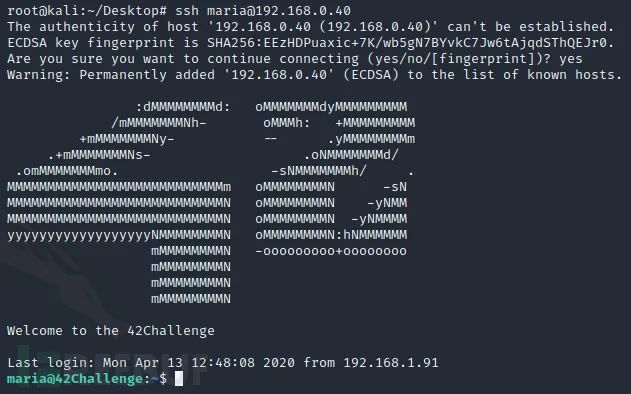 root@kali:~/Desktop# ssh maria@192.168.0.40
The authenticity of host '192.168.0.40 (192.168.0.40)' can't be established.
ECDSA key fingerprint is SHA256:EEzHDPuaxic+7K/wb5gN7BYvkC7Jw6tAjqdSThQEJr0.
Are you sure you want to continue connecting (yes/no/[fingerprint])? yes
Warning: Permanently added '192.168.0.40' (ECDSA) to the list of known hosts.
                :dMMMMMMMMd:   oMMMMMMMdyMMMMMMMMM
             /mMMMMMMMNh-       oMMMh:   +MMMMMMMMM
         +mMMMMMMMNy-           --      .yMMMMMMMMm
     .+mMMMMMMMNs-                   .oNMMMMMMMd/
 .omMMMMMMMmo.                   -sNMMMMMMMh/     .
MMMMMMMMMMMMMMMMMMMMMMMMMMMm   oMMMMMMMMN      -sN
MMMMMMMMMMMMMMMMMMMMMMMMMMMN   oMMMMMMMMN    -yNMM
MMMMMMMMMMMMMMMMMMMMMMMMMMMN   oMMMMMMMMN  -yNMMMM
yyyyyyyyyyyyyyyyyyNMMMMMMMMN   oMMMMMMMMN:hNMMMMMM
                  mMMMMMMMMN   -ooooooooo+oooooooo
                  mMMMMMMMMN
                  mMMMMMMMMN
                  mMMMMMMMMN
Welcome to the 42Challenge
Last login: Mon Apr 13 12:48:08 2020 from 192.168.1.91
maria@42Challenge:~$